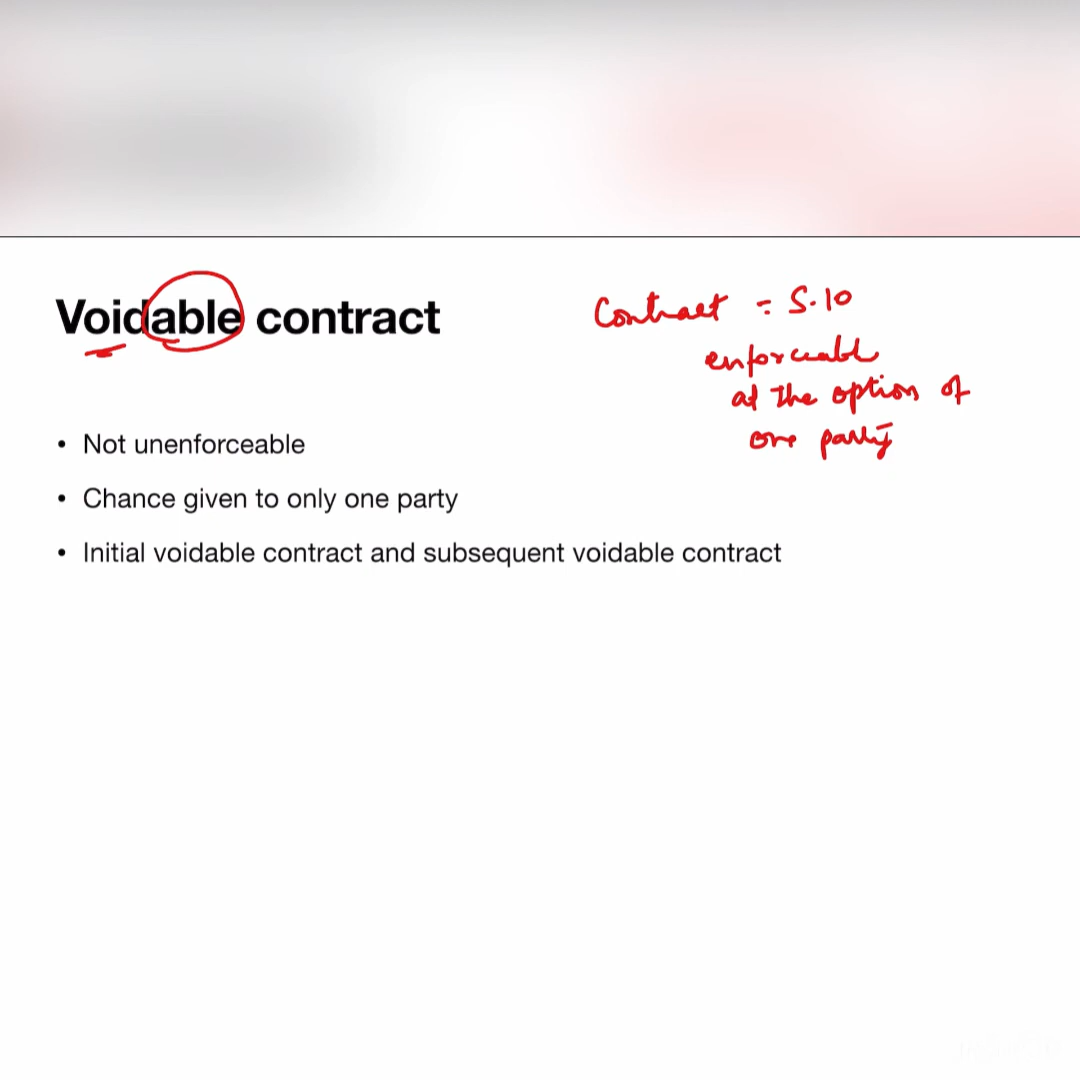 Voidable contract
Contract = S.10
enforceable
at the option of
one party
• Not unenforceable
• Chance given to only one party
• Initial voidable contract and subsequent voidable contract